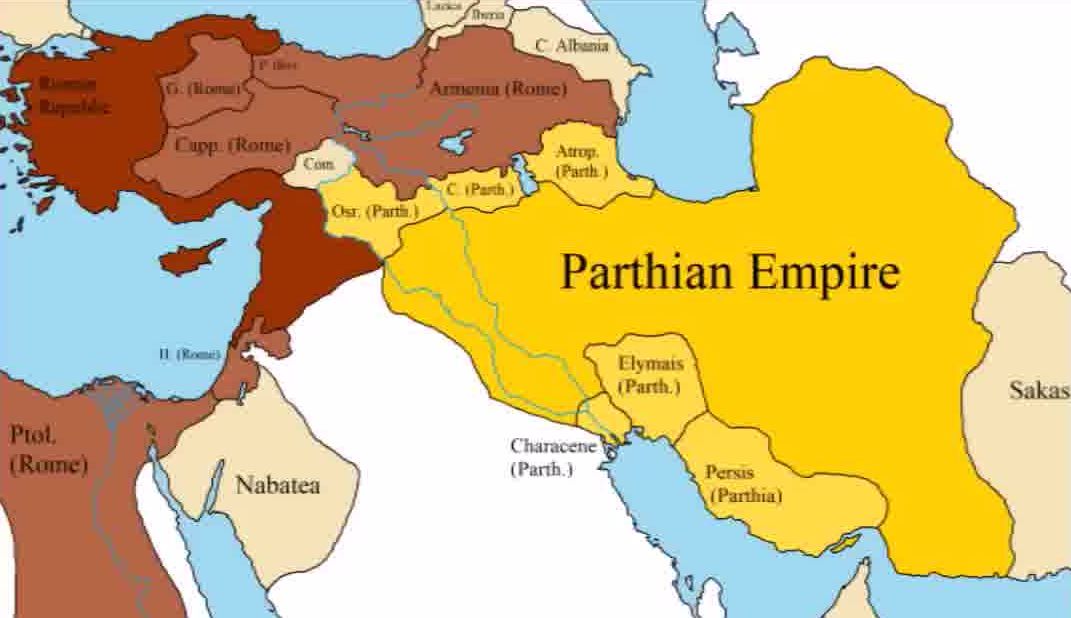 Lazica
Iberia
C. Albania
Roman
Republic
G. (Rome)
Armenia (Rome)
Capp. (Rome)
Com.
Atrop.
(Parth.)
C. (Parth.)
Osr. (Parth.)
Parthian Empire
H. (Rome)
Elymais
(Parth.)
Sakas
Ptol.
(Rome)
Characene
(Parth.)
Nabatea
Persis
(Parthia)